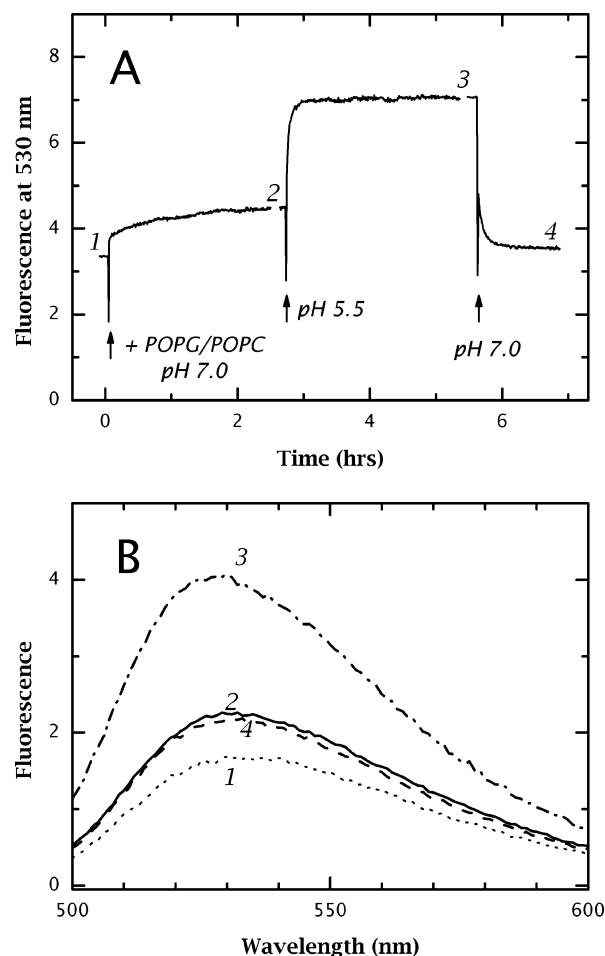 A
8
6
4
2
0
Fluorescence at 530 nm
1
2
3
4
+ POPG/POPC
pH 7.0
pH 5.5
pH 7.0
0
2
4
6
Time (hrs)
B
4
2
0
Fluorescence
3
2
4
1
500
550
600
Wavelength (nm)